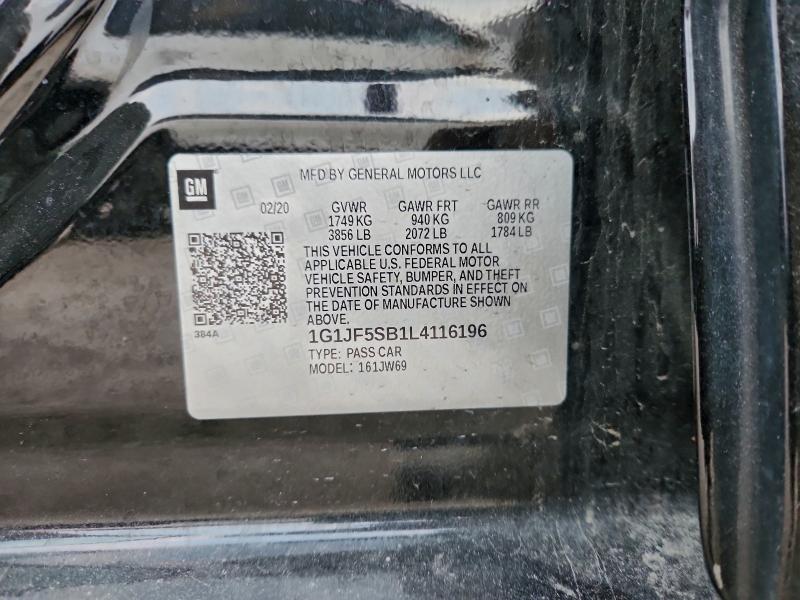 GM
MFD BY GENERAL MOTORS LLC
02/20 GVWR GAWR FRT GAWR RR
1749 KG 940 KG 809 KG
3856 LB 2072 LB 1784 LB
THIS VEHICLE CONFORMS TO ALL
APPLICABLE U.S. FEDERAL MOTOR
VEHICLE SAFETY, BUMPER, AND THEFT
PREVENTION STANDARDS IN EFFECT ON
THE DATE OF MANUFACTURE SHOWN
ABOVE.
384A
1G1JF5SB1L4116196
TYPE: PASS CAR
MODEL: 161JW69